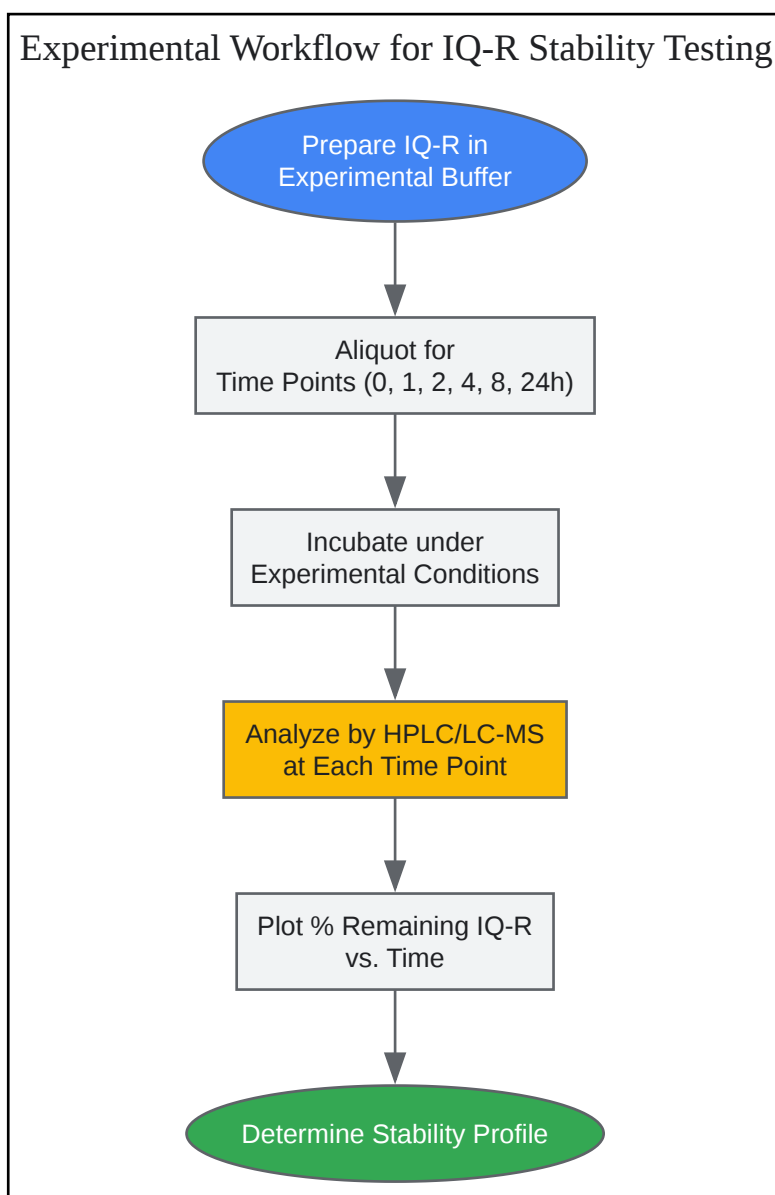 Experimental Workflow for IQ-R Stability Testing
Prepare IQ-R in
Experimental Buffer
Aliquot for
Time Points (0, 1, 2, 4, 8, 24h)
Incubate under
Experimental Conditions
Analyze by HPLC/LC-MS
at Each Time Point
Plot % Remaining IQ-R
vs. Time
Determine Stability Profile